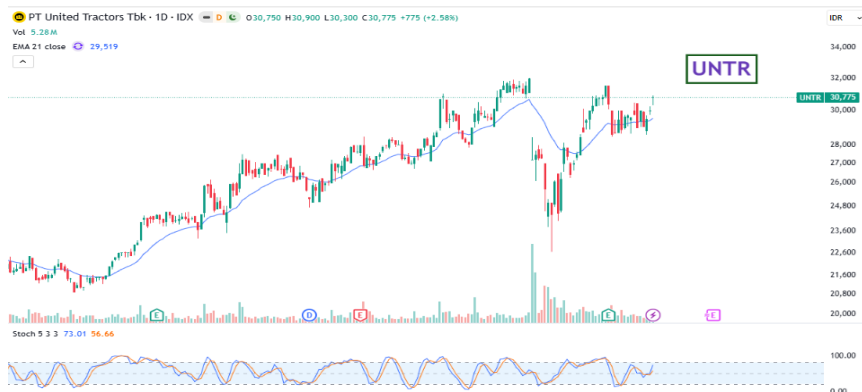 PT United Tractors Tbk · 1D · IDX D O30,750 H30,900 L30,300 C30,775 +775 (+2.58%) IDR
Vol 5.28M
EMA 21 close 29,519
34,000
UNTR
32,000
UNTR 30,775
30,000
28,000
27,000
26,000
24,800
23,600
22,600
21,600
20,800
20,000
E D E E E
Stoch 5 3 3 73.01 56.66
100.00
0.00